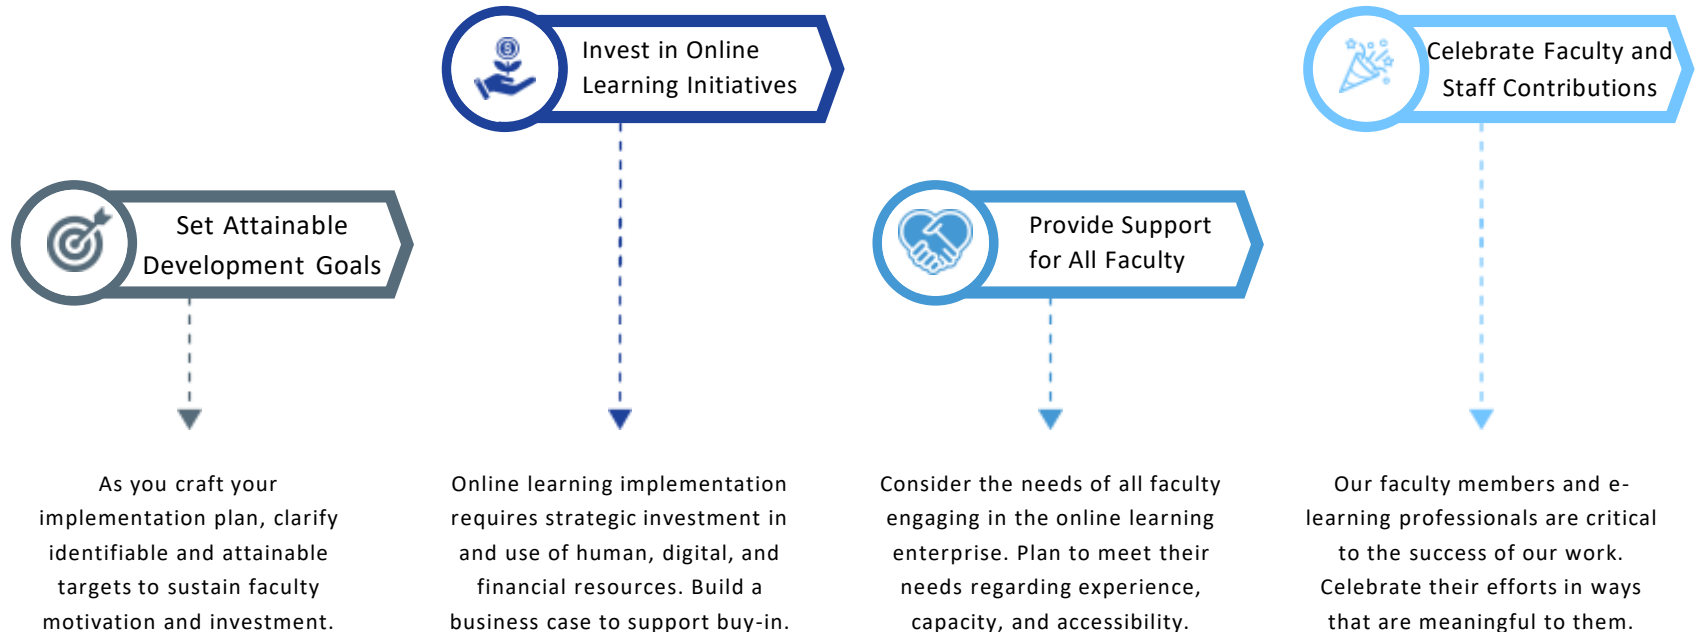 Set Attainable
Development Goals
As you craft your
implementation plan, clarify
identifiable and attainable
targets to sustain faculty
motivation and investment.
Invest in Online
Learning Initiatives
Online learning implementation
requires strategic investment in
and use of human, digital, and
financial resources. Build a
business case to support buy-in.
Provide Support
for All Faculty
Consider the needs of all faculty
engaging in the online learning
enterprise. Plan to meet their
needs regarding experience,
capacity, and accessibility.
Celebrate Faculty and
Staff Contributions
Our faculty members and e-
learning professionals are critical
to the success of our work.
Celebrate their efforts in ways
that are meaningful to them.